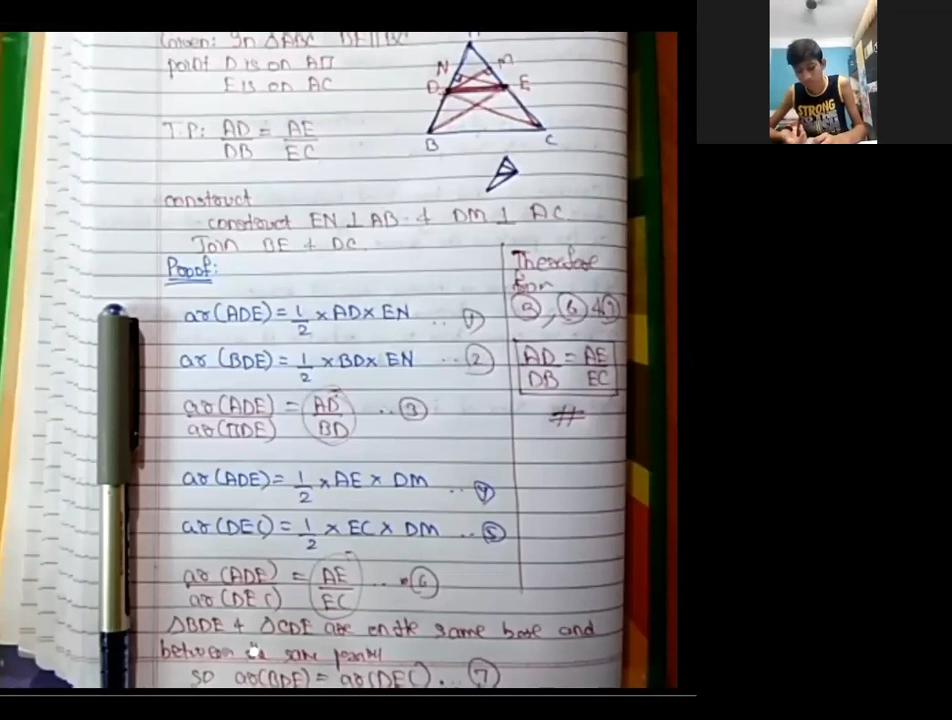 Given: In △ABC DE||BC
point D is on AB
E is on AC
T.P: AD/DB = AE/EC
A
N
M
D
E
B
C
construct
construct EN ⊥ AB & DM ⊥ AC
Join BE & DC.
Proof:
ar(ADE) = 1/2 × AD × EN .. ①
ar (BDE) = 1/2 × BD × EN .. ②
ar(ADE)/ar(BDE) = AD/BD .. ③
ar(ADE) = 1/2 × AE × DM .. ④
ar(DEC) = 1/2 × EC × DM .. ⑤
ar(ADE)/ar(DEC) = AE/EC ... ⑥
△BDE & △CDE are on the same base and
between the same
so ar(BDE) = ar(DEC) ... ⑦
Therefore
from
③, ⑥ & ⑦
AD/DB = AE/EC
#
STRONG